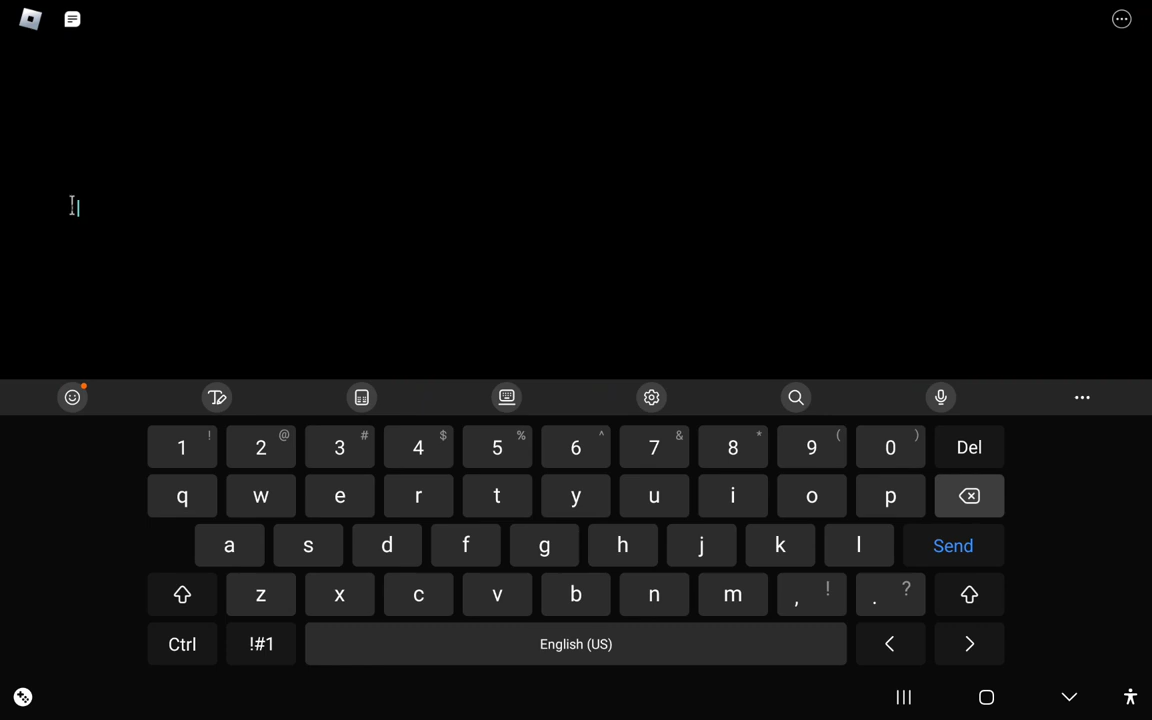 1 ! 2 @ 3 # 4 $ 5 % 6 ^ 7 & 8 * 9 ( 0 ) Del
q w e r t y u i o p
a s d f g h j k l Send
z x c v b n m , ! . ?
Ctrl !#1 English (US) < >